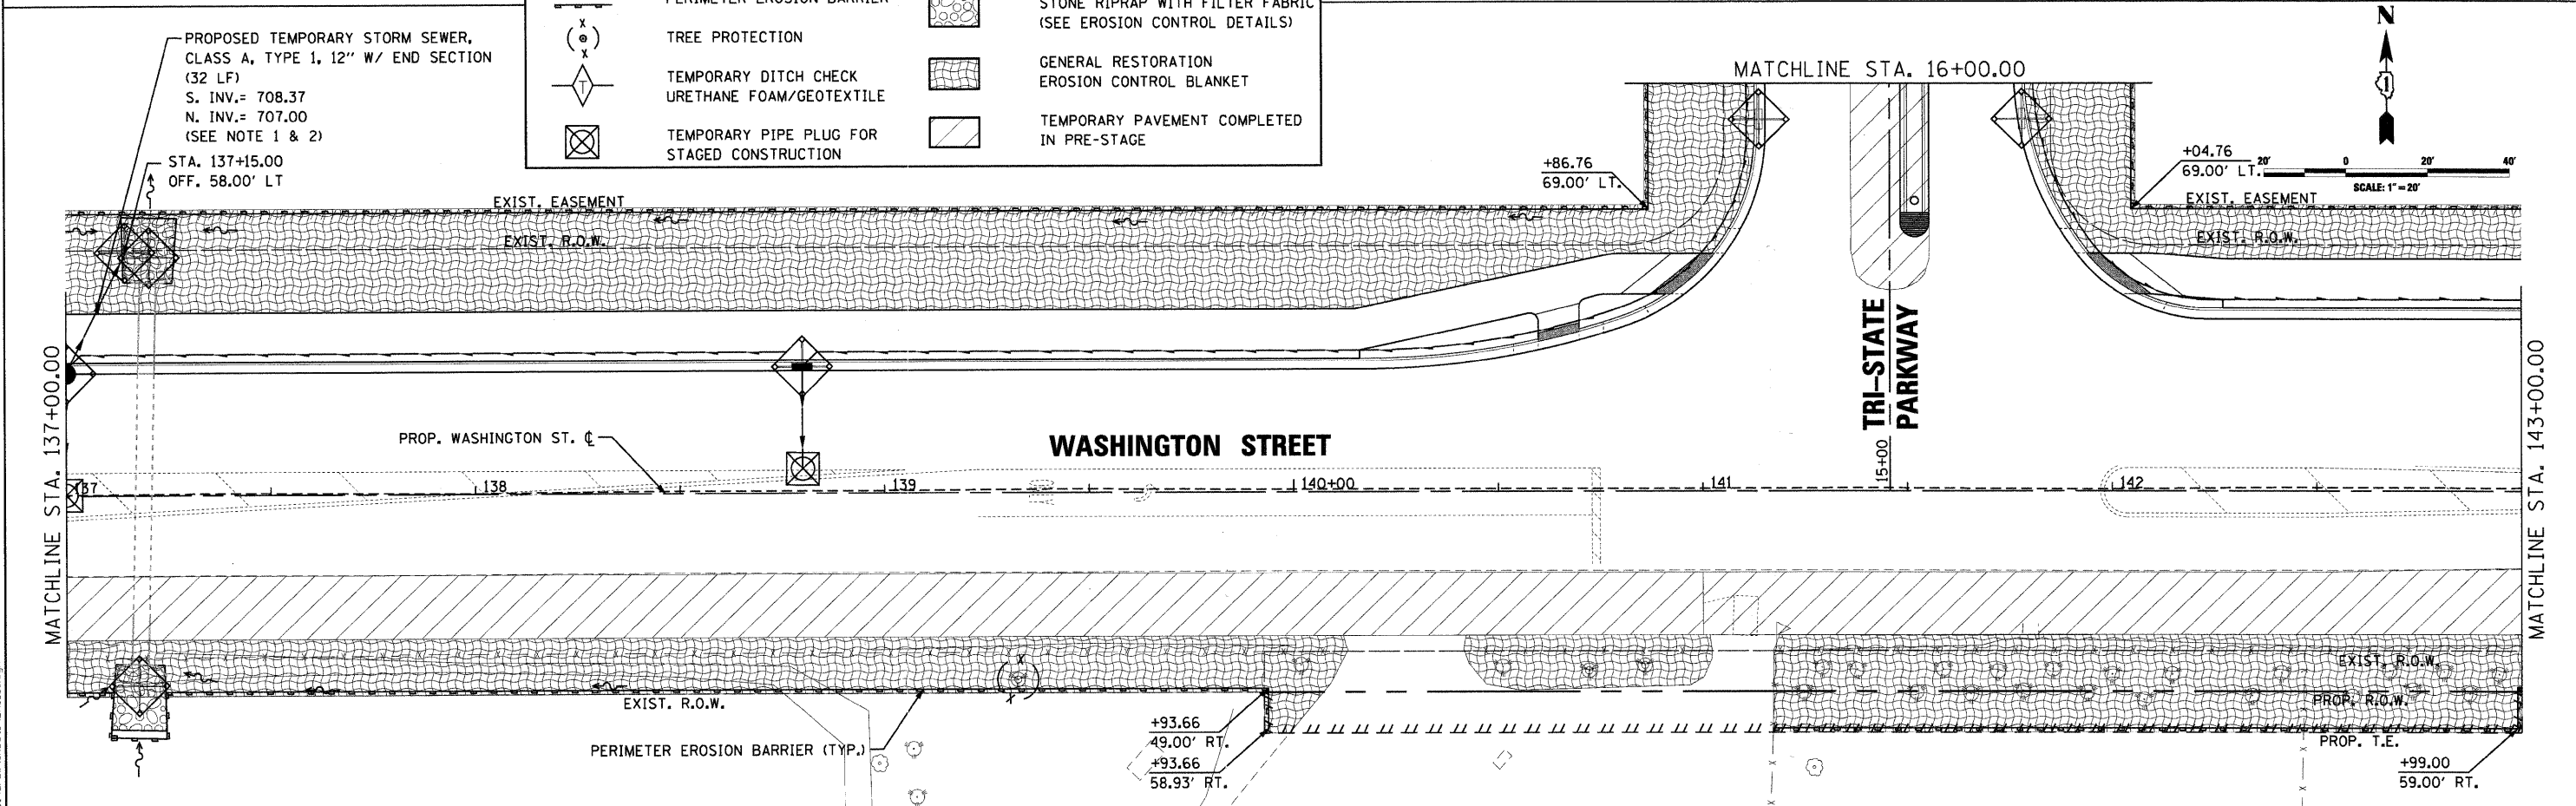 PERIMETER EROSION BARRIER
TREE PROTECTION
TEMPORARY DITCH CHECK
URETHANE FOAM/GEOTEXTILE
TEMPORARY PIPE PLUG FOR
STAGED CONSTRUCTION
STONE RIPRAP WITH FILTER FABRIC
(SEE EROSION CONTROL DETAILS)
GENERAL RESTORATION
EROSION CONTROL BLANKET
TEMPORARY PAVEMENT COMPLETED
IN PRE-STAGE
PROPOSED TEMPORARY STORM SEWER,
CLASS A, TYPE 1, 12" W/ END SECTION
(32 LF)
S. INV.= 708.37
N. INV.= 707.00
(SEE NOTE 1 & 2)
STA. 137+15.00
OFF. 58.00' LT
MATCHLINE STA. 16+00.00
N
1
+86.76
69.00' LT.
+04.76
69.00' LT.
20' 0 20' 40'
SCALE: 1" = 20'
EXIST. EASEMENT
EXIST. EASEMENT
EXIST. R.O.W.
EXIST. R.O.W.
TRI-STATE
PARKWAY
15+00
MATCHLINE STA. 137+00.00
MATCHLINE STA. 143+00.00
PROP. WASHINGTON ST. ℄
WASHINGTON STREET
137
138
139
140+00
141
142
EXIST. R.O.W.
EXIST. R.O.W.
PROP. R.O.W.
PROP. T.E.
PERIMETER EROSION BARRIER (TYP.)
+93.66
49.00' RT.
+93.66
58.93' RT.
+99.00
59.00' RT.